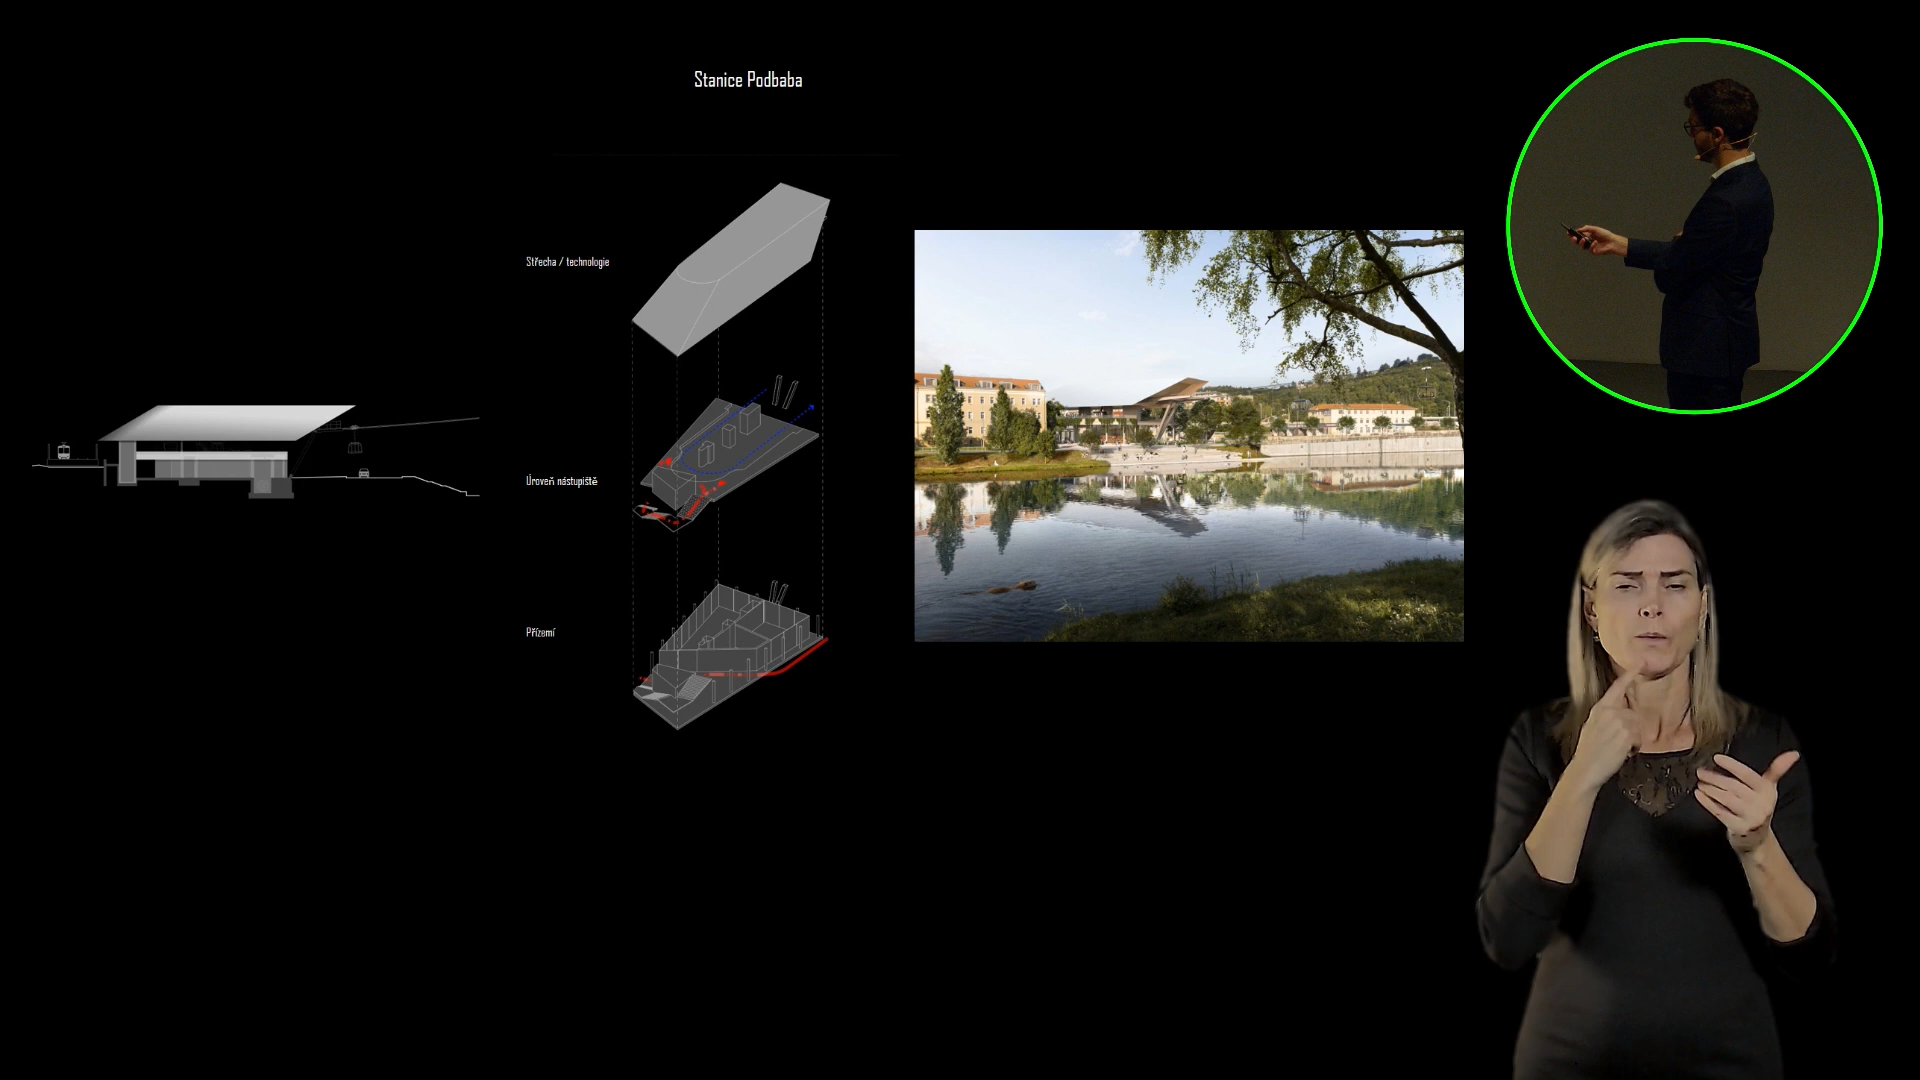 Stanice Podbaba
Střecha / technologie
Úroveň nástupiště
Přízemí